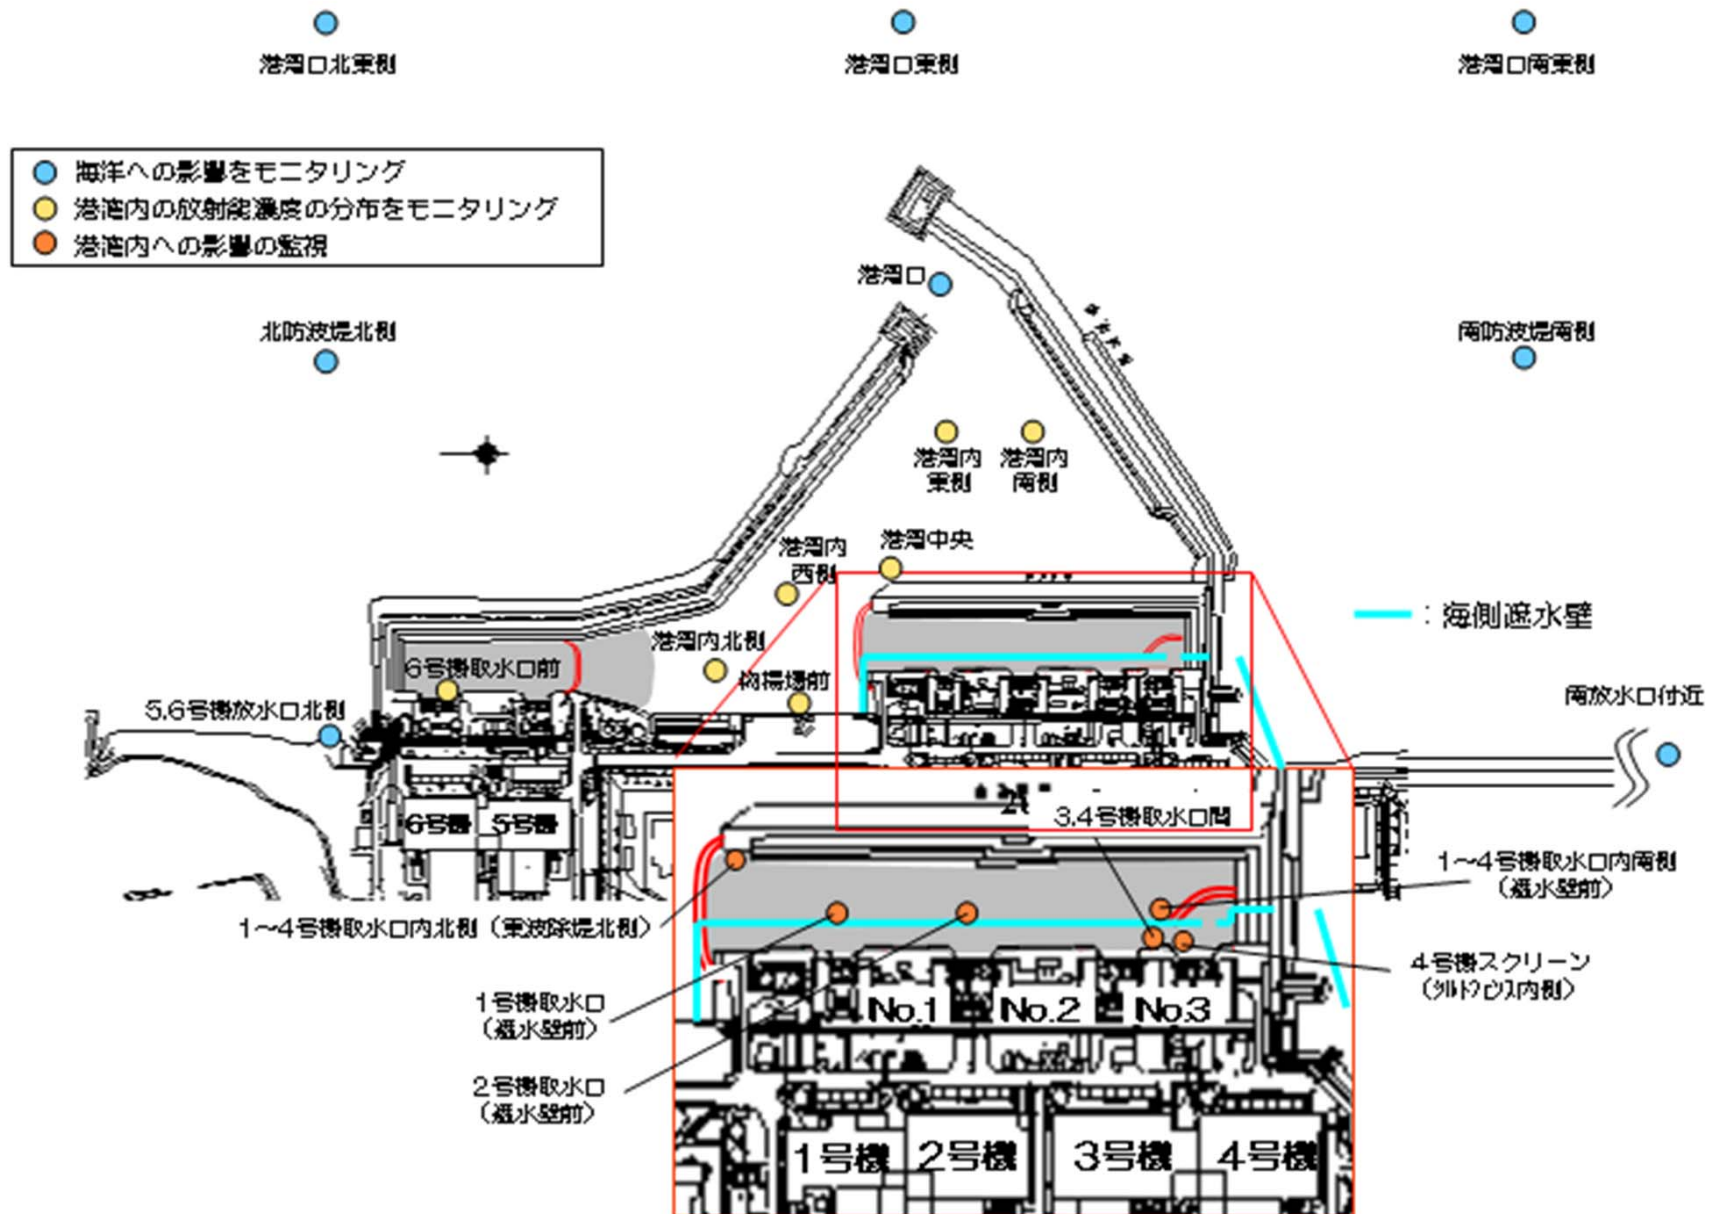 港湾口北東側
港湾口東側
港湾口南東側
海洋への影響をモニタリング
港湾内の放射能濃度の分布をモニタリング
港湾内への影響の監視
港湾口
北防波堤北側
南防波堤南側
港湾内
東側
港湾内
南側
港湾中央
港湾内
西側
:海側遮水壁
港湾内北側
6号機取水口前
物揚場前
5,6号機放水口北側
南放水口付近
6号機
5号機
3,4号機取水口間
1~4号機取水口内南側
(遮水壁前)
1~4号機取水口内北側(東波除堤北側)
4号機スクリーン
(シルトフェンス内側)
1号機取水口
(遮水壁前)
No.1
No.2
No.3
2号機取水口
(遮水壁前)
1号機
2号機
3号機
4号機